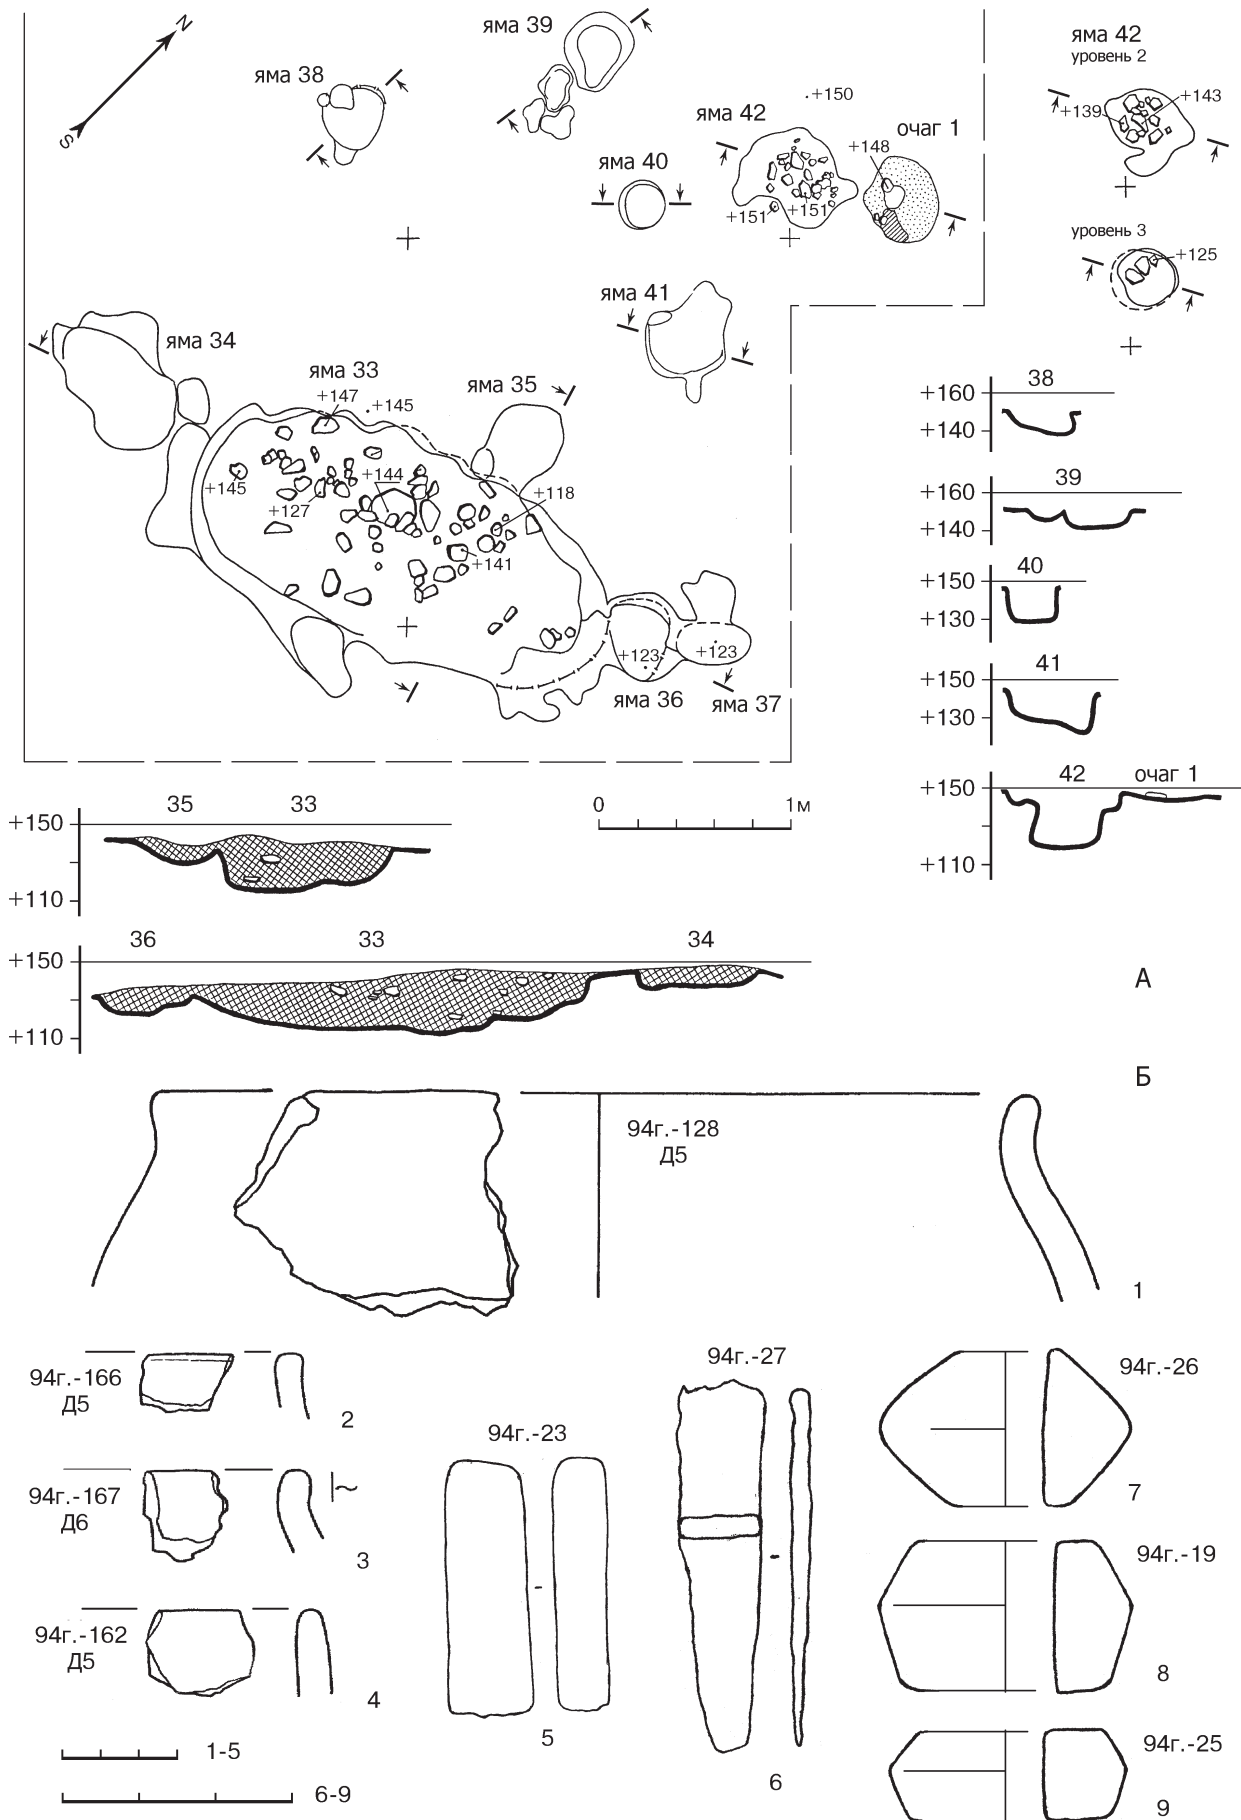 N
S
яма 38
яма 39
яма 42
+150
очаг 1
+148
яма 40
+151
+151
яма 42
уровень 2
+139
+143
уровень 3
+125
яма 41
яма 34
яма 33
+147
+145
яма 35
+145
+127
+144
+118
+141
+123
+123
яма 36
яма 37
+160
38
+140
+160
39
+140
+150
40
+130
+150
41
+130
+150
42
очаг 1
+110
0
1м
+150
35
33
+110
36
33
34
+150
+110
А
Б
94г.-128
Д5
1
94г.-166
Д5
2
94г.-167
Д6
3
94г.-162
Д5
4
94г.-23
5
94г.-27
6
94г.-26
7
94г.-19
8
94г.-25
9
1-5
6-9